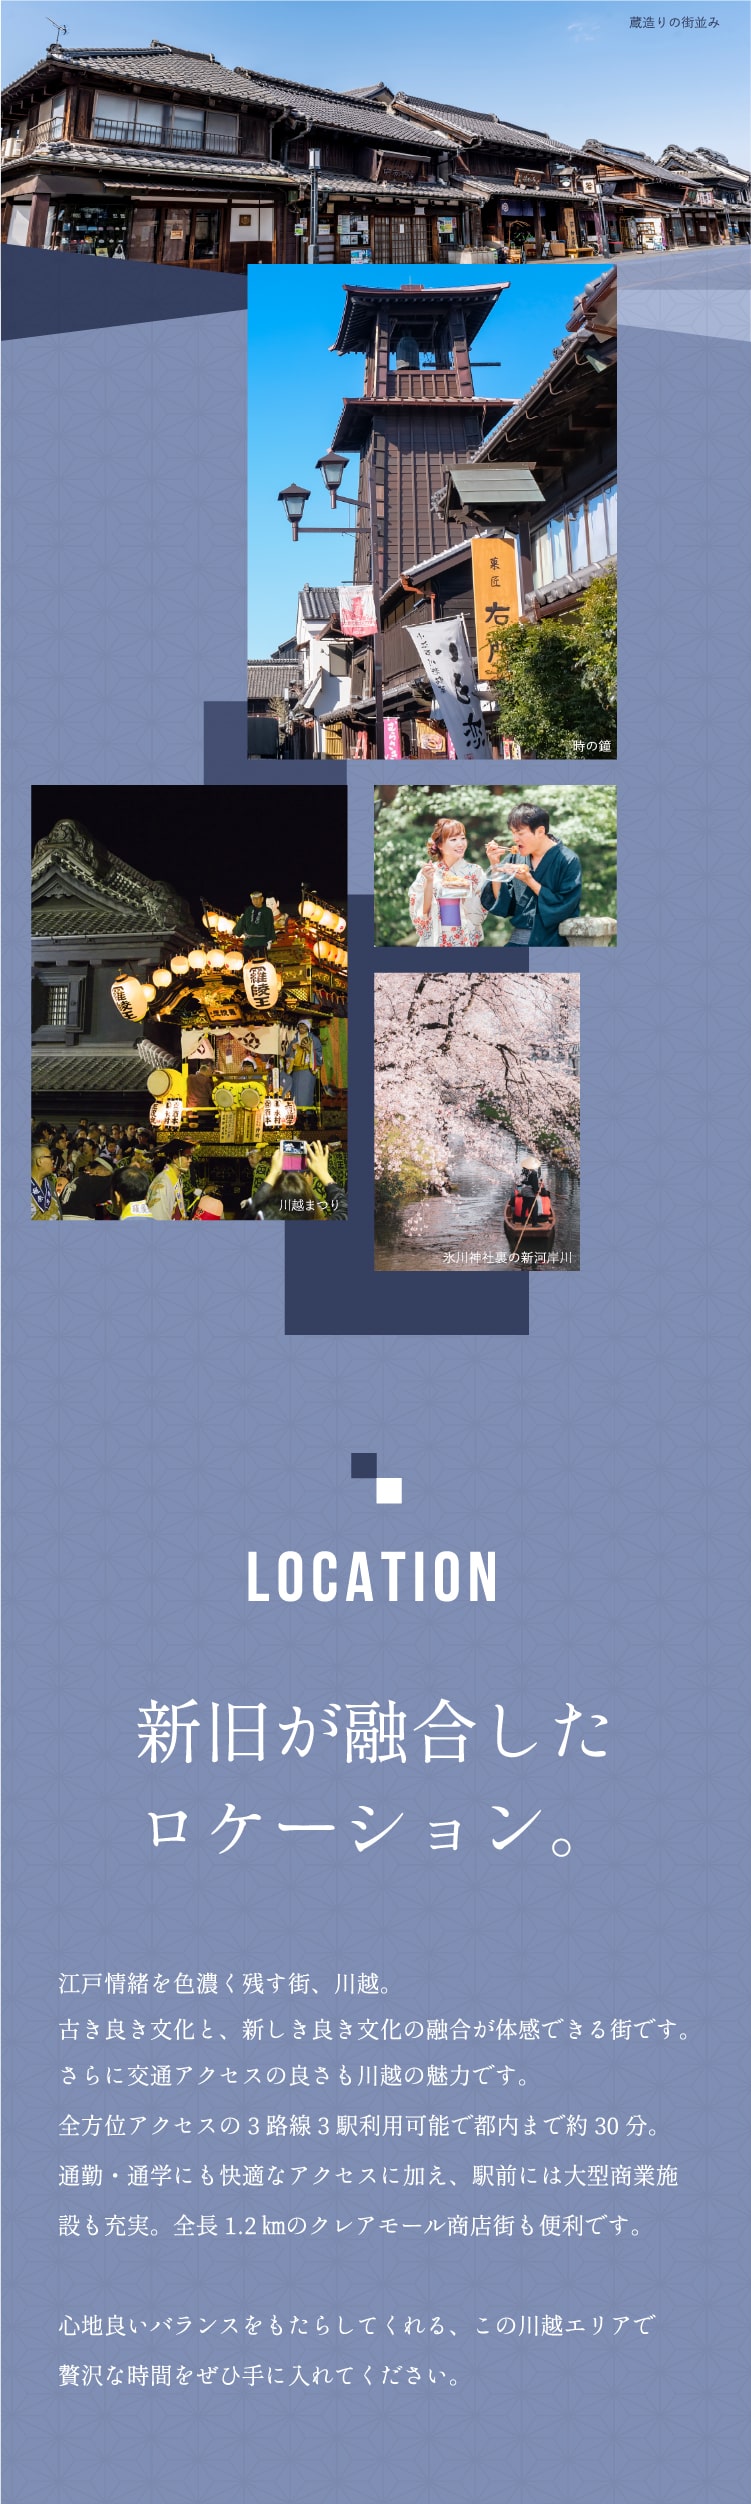 蔵造りの街並み
菓匠
右門
時の鐘
羅陵王
羅陵王
川越まつり
氷川神社裏の新河岸川
LOCATION
新旧が融合した
ロケーション。
江戸情緒を色濃く残す街、川越。
古き良き文化と、新しき良き文化の融合が体感できる街です。
さらに交通アクセスの良さも川越の魅力です。
全方位アクセスの3路線3駅利用可能で都内まで約30分。
通勤・通学にも快適なアクセスに加え、駅前には大型商業施
設も充実。全長1.2㎞のクレアモール商店街も便利です。
心地良いバランスをもたらしてくれる、この川越エリアで
贅沢な時間をぜひ手に入れてください。